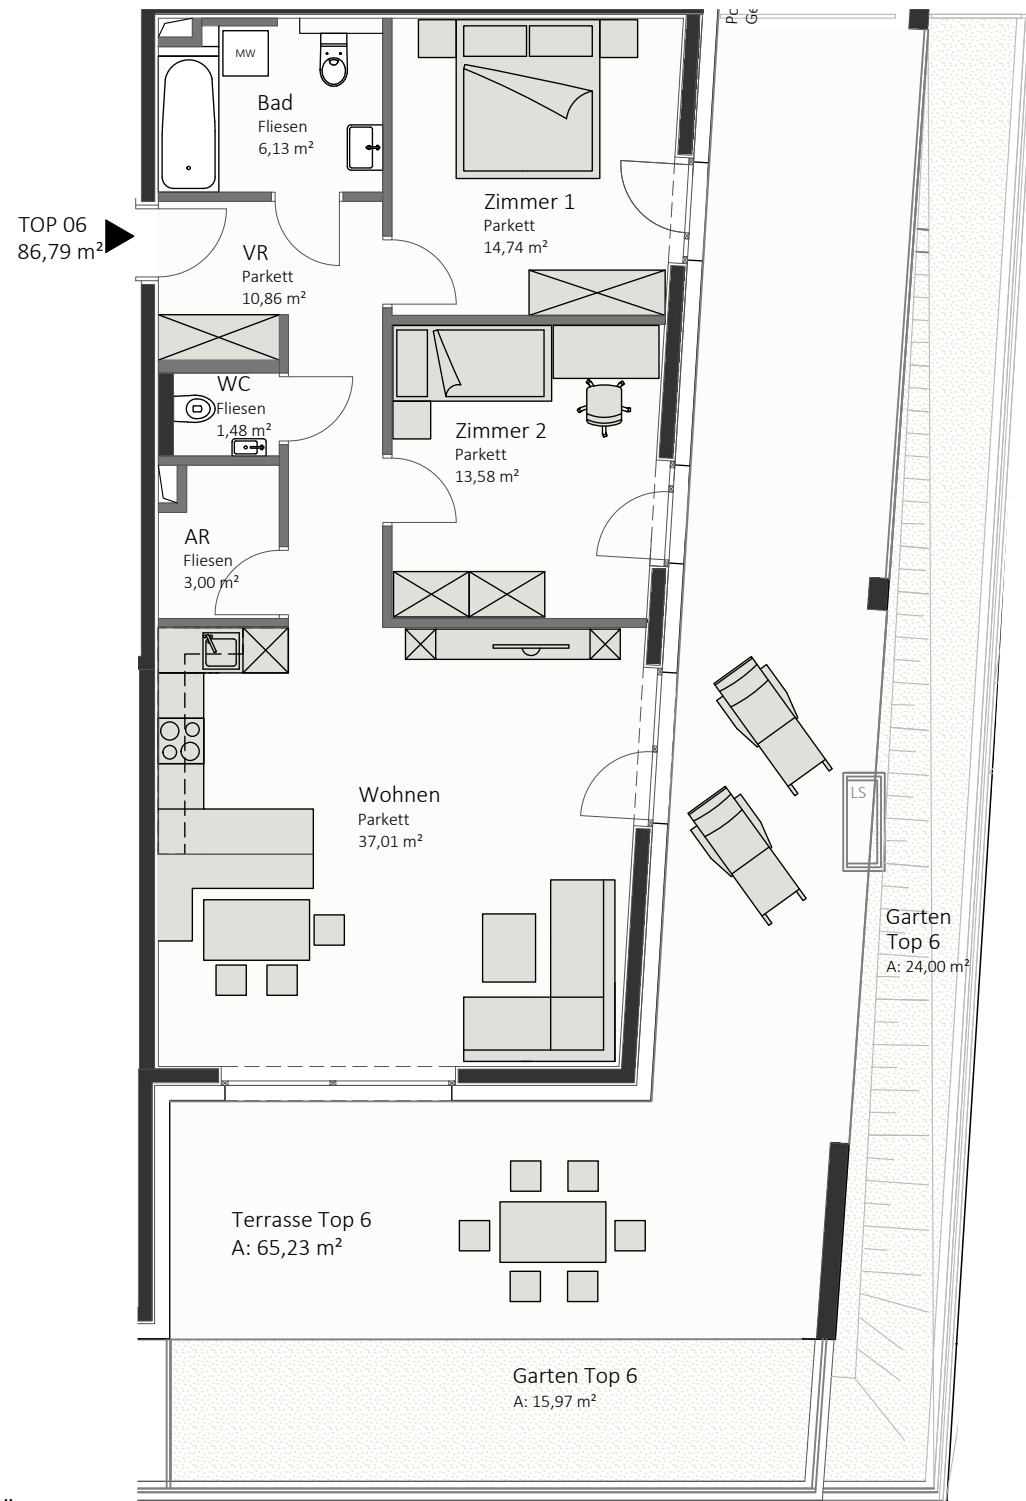 MW
Bad
Fliesen
6,13 m²
Zimmer 1
Parkett
14,74 m²
TOP 06
86,79 m²
VR
Parkett
10,86 m²
WC
Fliesen
1,48 m²
Zimmer 2
Parkett
13,58 m²
AR
Fliesen
3,00 m²
Wohnen
Parkett
37,01 m²
LS
Garten
Top 6
A: 24,00 m²
Terrasse Top 6
A: 65,23 m²
Garten Top 6
A: 15,97 m²